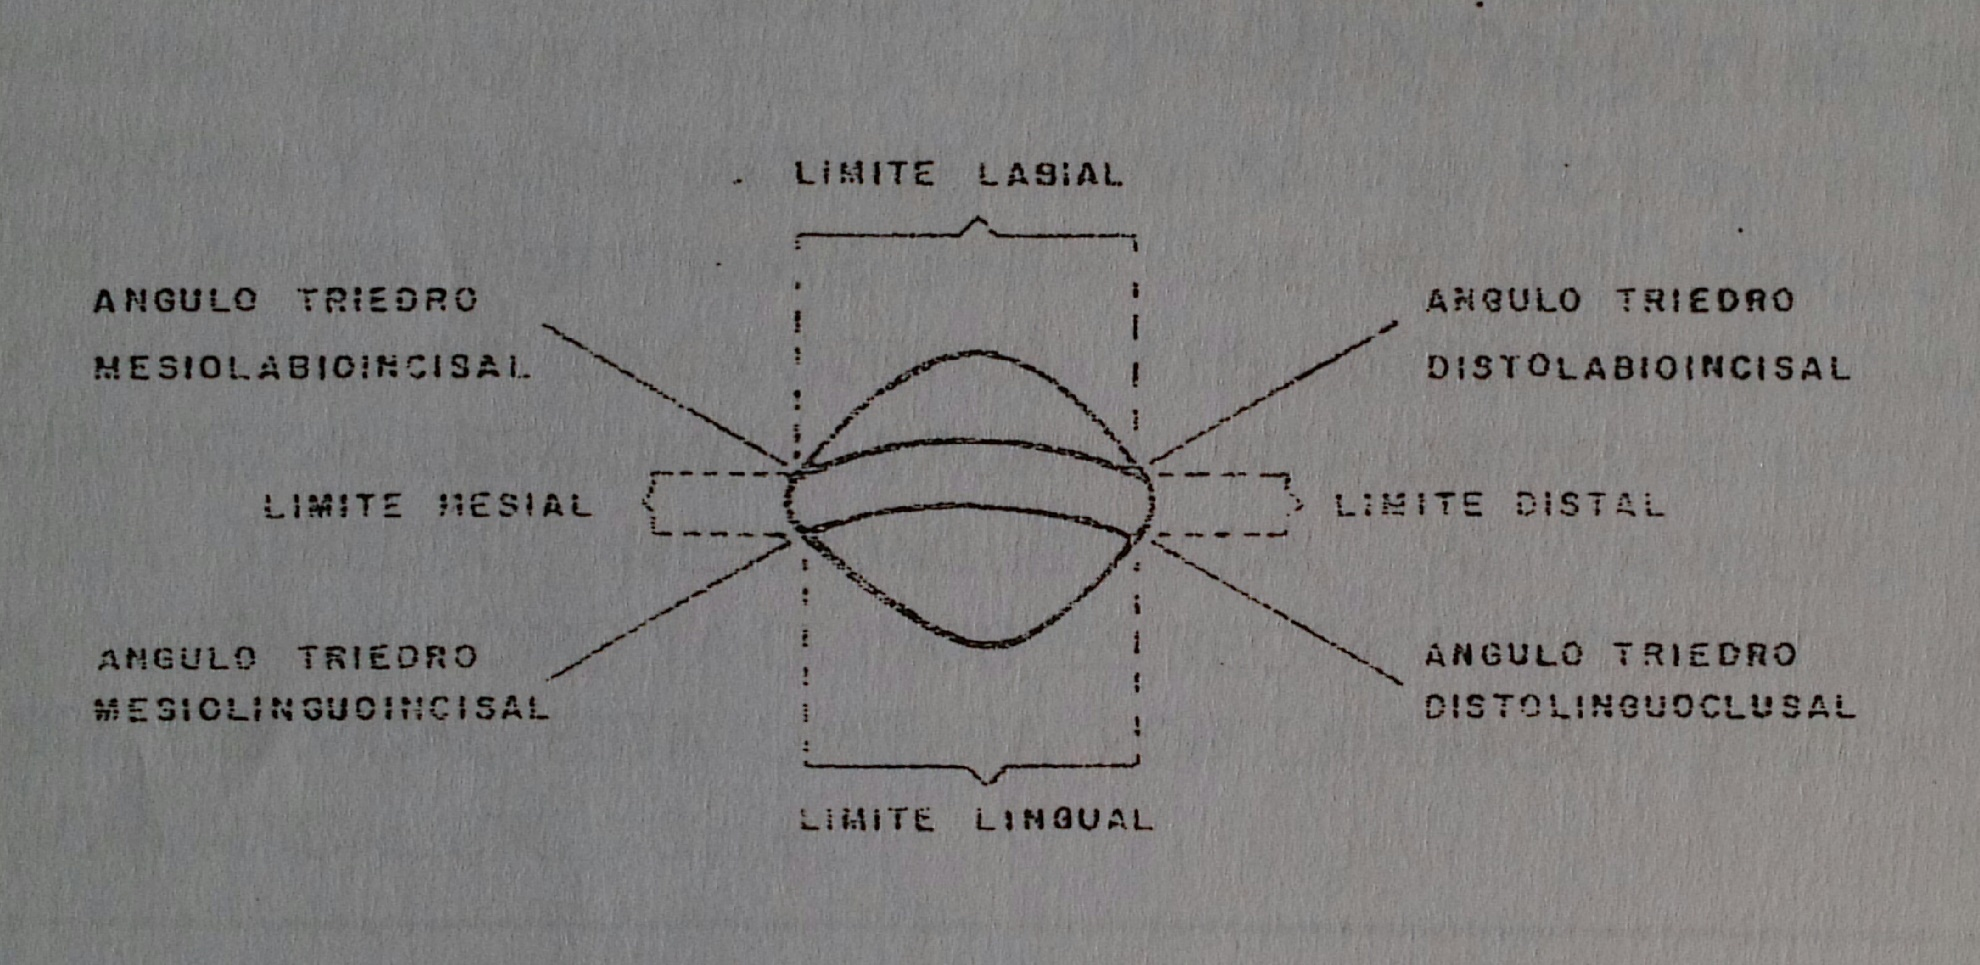 LIMITE LABIAL
ANGULO TRIEDRO
MESIOLABIOINCISAL
ANGULO TRIEDRO
DISTOLABIOINCISAL
LIMITE MESIAL
LIMITE DISTAL
ANGULO TRIEDRO
MESIOLINGUOINCISAL
ANGULO TRIEDRO
DISTOLINGUOCLUSAL
LIMITE LINGUAL